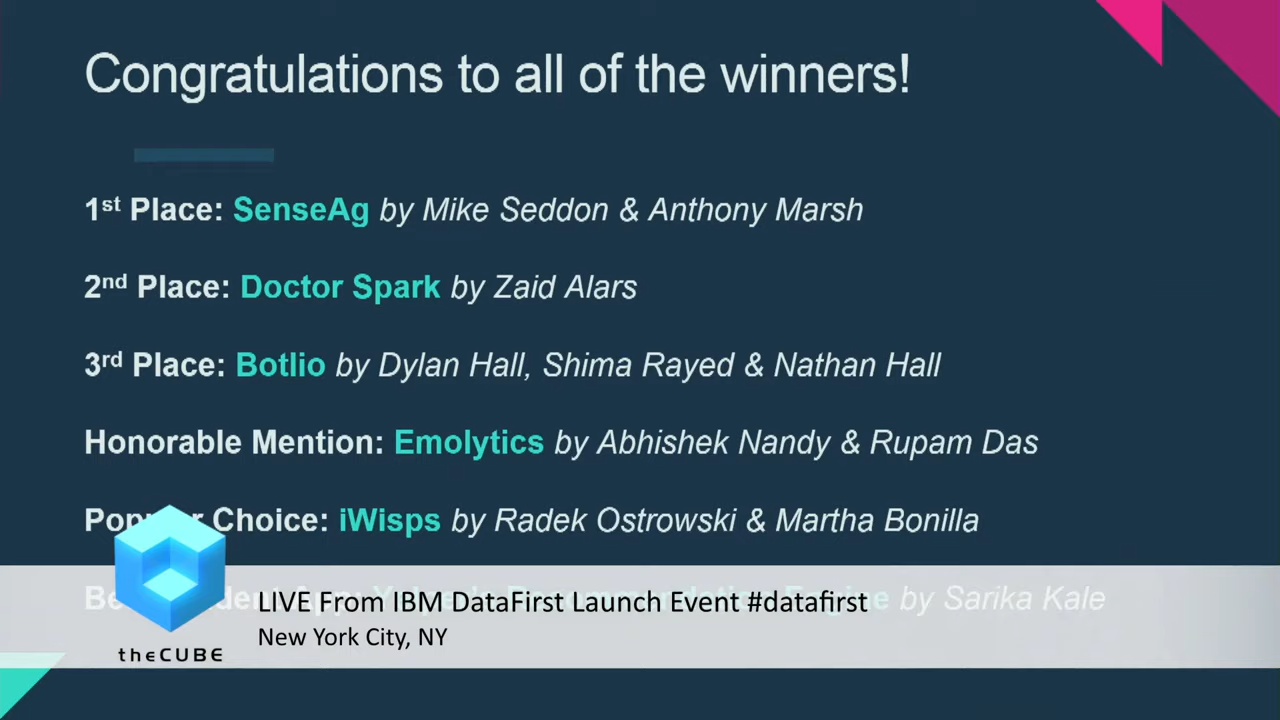 Congratulations to all of the winners!
1st Place: SenseAg by Mike Seddon & Anthony Marsh
2nd Place: Doctor Spark by Zaid Alars
3rd Place: Botlio by Dylan Hall, Shima Rayed & Nathan Hall
Honorable Mention: Emolytics by Abhishek Nandy & Rupam Das
Choice: iWisps by Radek Ostrowski & Martha Bonilla
by Sarika Kale
LIVE From IBM DataFirst Launch Event #datafirst
New York City, NY
theCUBE